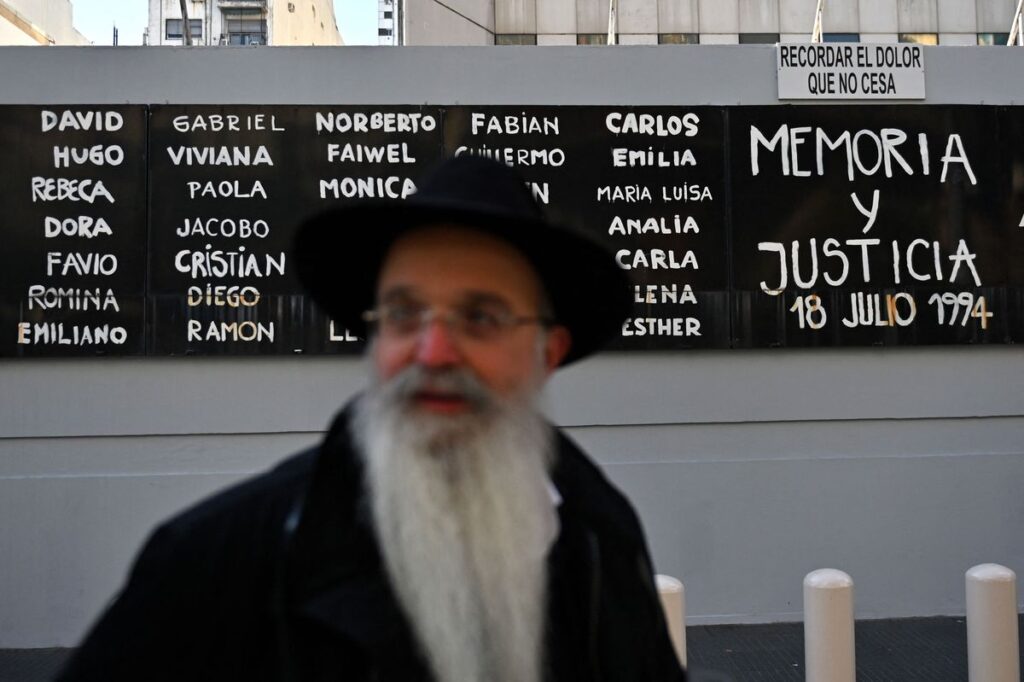 RECORDAR EL DOLOR
QUE NO CESA
DAVID
HUGO
REBECA
DORA
FAVIO
ROMINA
EMILIANO
GABRIEL
VIVIANA
PAOLA
JACOBO
CRISTIAN
DIEGO
RAMON
NORBERTO
FAIWEL
MONICA
FABIAN
GUILLERMO
CARLOS
EMILIA
MARIA LUISA
ANALIA
CARLA
ESTHER
MEMORIA
Y
JUSTICIA
18 JULIO 1994